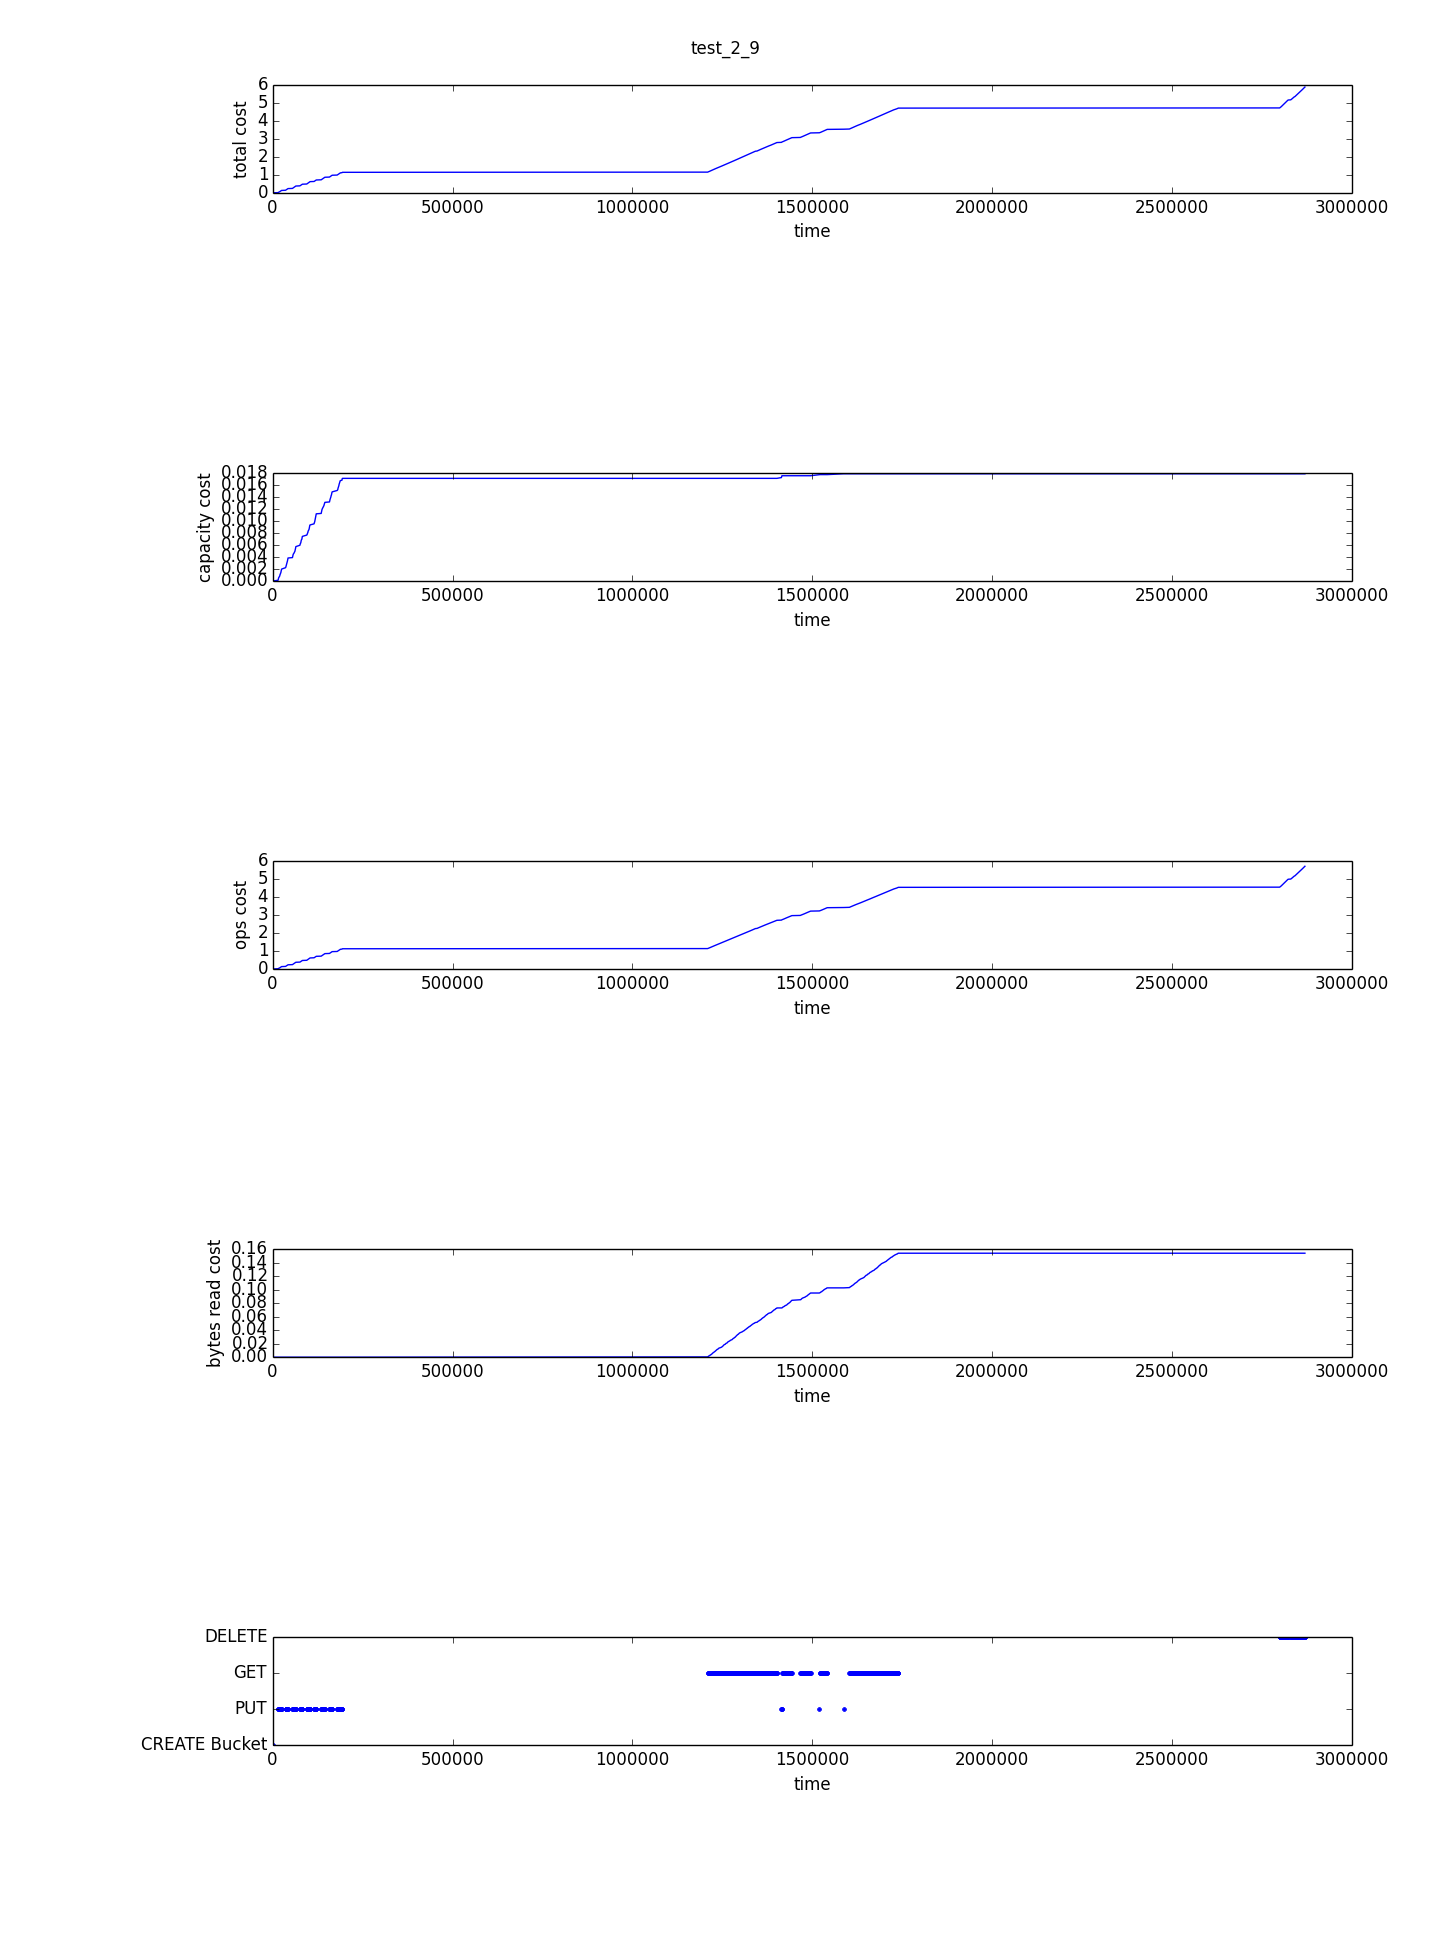 test_2_9
6
5
4
3
2
1
0
total cost
0 500000 1000000 1500000 2000000 2500000 3000000
time
0.018
0.016
0.014
0.012
0.010
0.008
0.006
0.004
0.002
0.000
capacity cost
0 500000 1000000 1500000 2000000 2500000 3000000
time
6
5
4
3
2
1
0
ops cost
0 500000 1000000 1500000 2000000 2500000 3000000
time
0.16
0.14
0.12
0.10
0.08
0.06
0.04
0.02
0.00
bytes read cost
0 500000 1000000 1500000 2000000 2500000 3000000
time
DELETE
GET
PUT
CREATE Bucket
0 500000 1000000 1500000 2000000 2500000 3000000
time